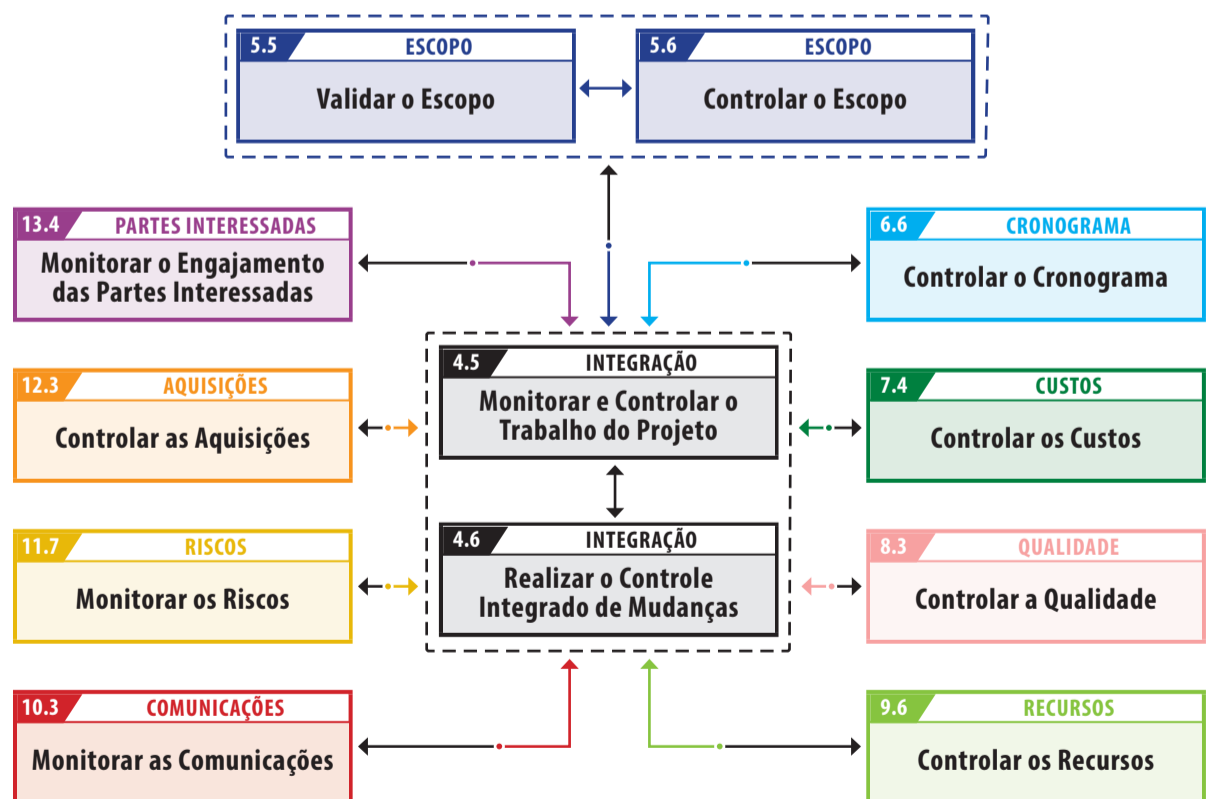 5.5 ESCOPO
Validar o Escopo
5.6 ESCOPO
Controlar o Escopo
13.4 PARTES INTERESSADAS
Monitorar o Engajamento
das Partes Interessadas
6.6 CRONOGRAMA
Controlar o Cronograma
4.5 INTEGRAÇÃO
Monitorar e Controlar o
Trabalho do Projeto
12.3 AQUISIÇÕES
Controlar as Aquisições
7.4 CUSTOS
Controlar os Custos
4.6 INTEGRAÇÃO
Realizar o Controle
Integrado de Mudanças
11.7 RISCOS
Monitorar os Riscos
8.3 QUALIDADE
Controlar a Qualidade
10.3 COMUNICAÇÕES
Monitorar as Comunicações
9.6 RECURSOS
Controlar os Recursos